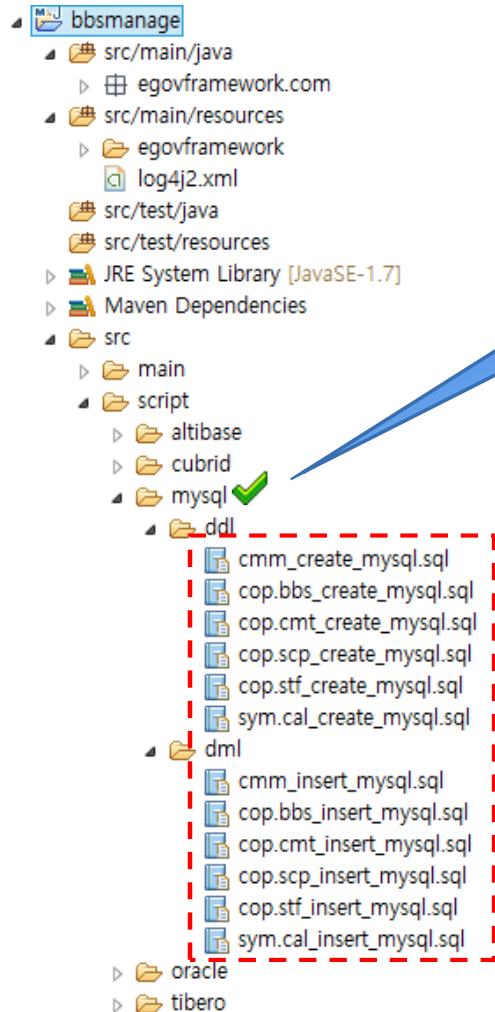 bbsmanage
src/main/java
egovframework.com
src/main/resources
egovframework
log4j2.xml
src/test/java
src/test/resources
JRE System Library [JavaSE-1.7]
Maven Dependencies
src
main
script
altibase
cubrid
mysql
ddl
cmm_create_mysql.sql
cop.bbs_create_mysql.sql
cop.cmt_create_mysql.sql
cop.scp_create_mysql.sql
cop.stf_create_mysql.sql
sym.cal_create_mysql.sql
dml
cmm_insert_mysql.sql
cop.bbs_insert_mysql.sql
cop.cmt_insert_mysql.sql
cop.scp_insert_mysql.sql
cop.stf_insert_mysql.sql
sym.cal_insert_mysql.sql
oracle
tibero